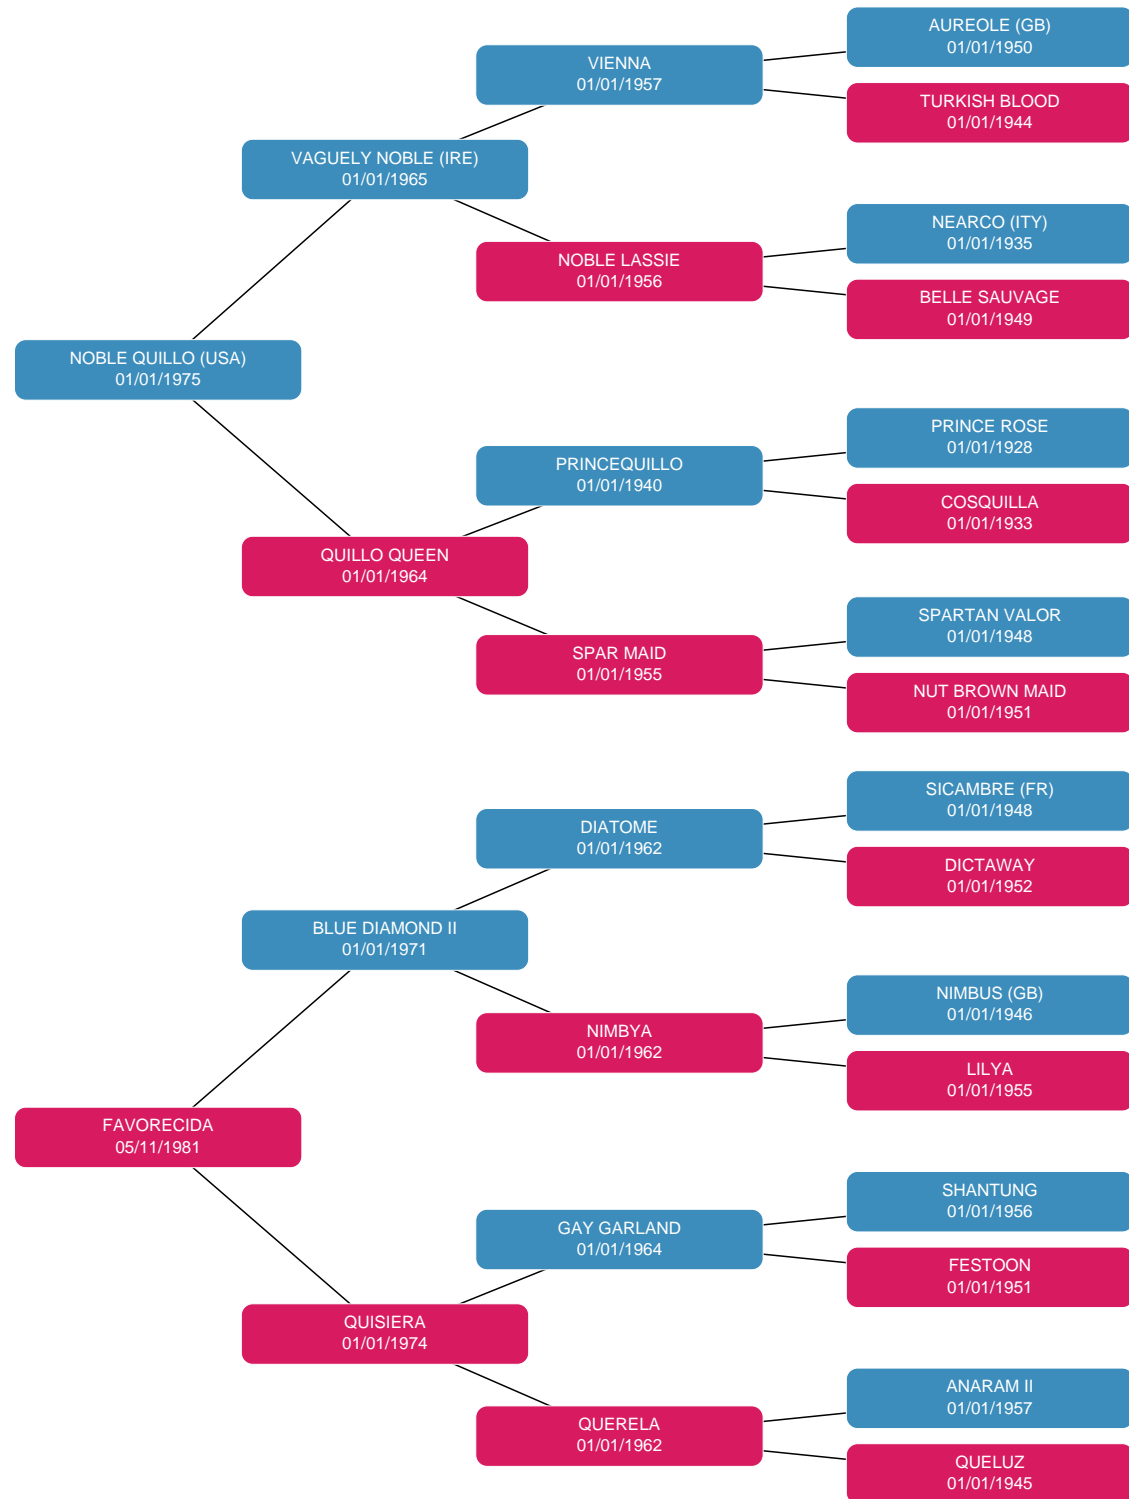 AUREOLE (GB)
01/01/1950
VIENNA
01/01/1957
TURKISH BLOOD
01/01/1944
VAGUELY NOBLE (IRE)
01/01/1965
NEARCO (ITY)
01/01/1935
NOBLE LASSIE
01/01/1956
BELLE SAUVAGE
01/01/1949
NOBLE QUILLO (USA)
01/01/1975
PRINCE ROSE
01/01/1928
PRINCEQUILLO
01/01/1940
COSQUILLA
01/01/1933
QUILLO QUEEN
01/01/1964
SPARTAN VALOR
01/01/1948
SPAR MAID
01/01/1955
NUT BROWN MAID
01/01/1951
SICAMBRE (FR)
01/01/1948
DIATOME
01/01/1962
DICTAWAY
01/01/1952
BLUE DIAMOND II
01/01/1971
NIMBUS (GB)
01/01/1946
NIMBYA
01/01/1962
LILYA
01/01/1955
FAVORECIDA
05/11/1981
SHANTUNG
01/01/1956
GAY GARLAND
01/01/1964
FESTOON
01/01/1951
QUISIERA
01/01/1974
ANARAM II
01/01/1957
QUERELA
01/01/1962
QUELUZ
01/01/1945